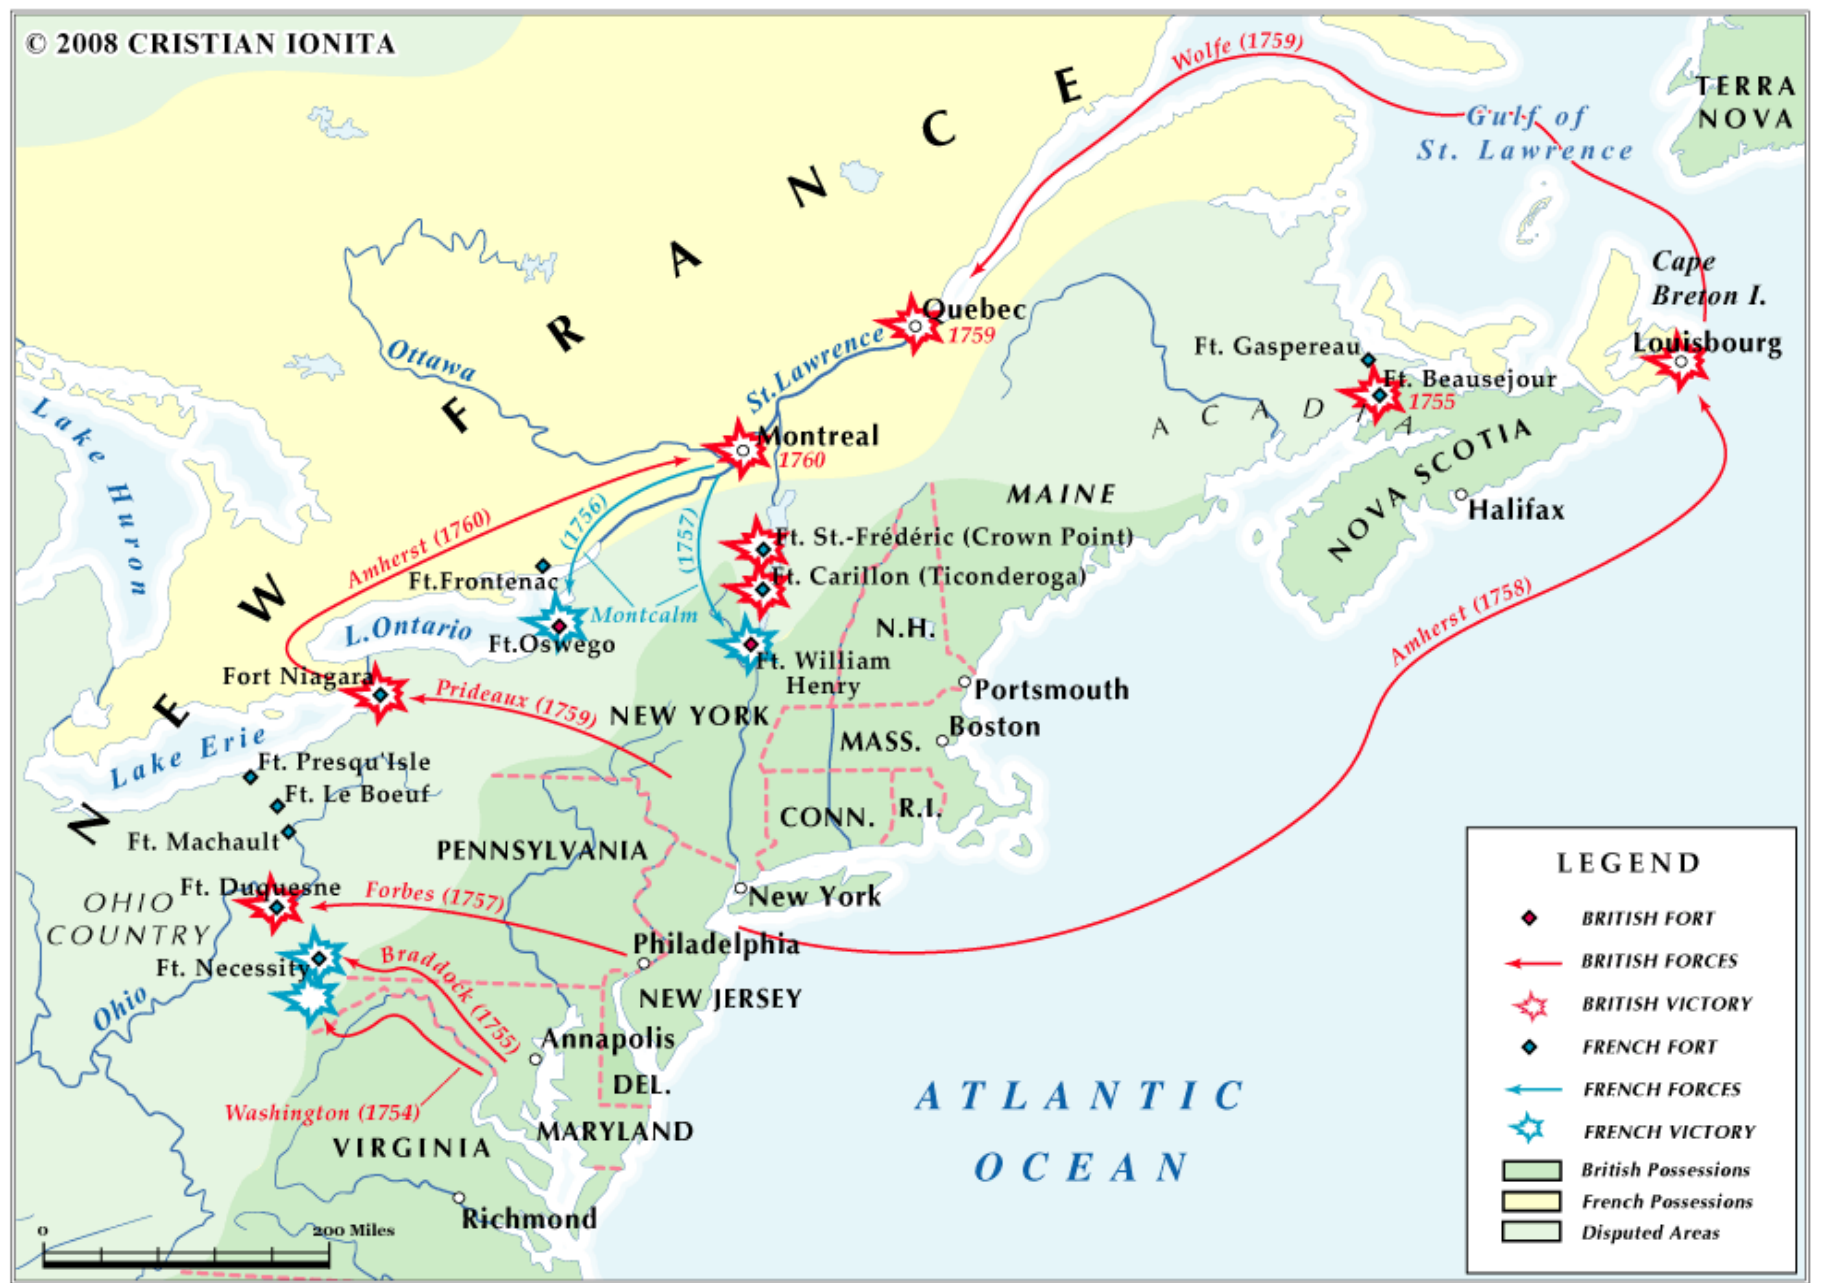 © 2008 CRISTIAN IONITA
Wolfe (1759)
TERRA
NOVA
Gulf of
St. Lawrence
NEW FRANCE
Cape
Breton I.
Louisbourg
Quebec
1759
St.Lawrence
Ottawa
Ft. Gaspereau
Ft. Beausejour
1755
ACADIA
NOVA SCOTIA
Halifax
Lake Huron
Montreal
1760
MAINE
Amherst (1760)
(1756)
(1757)
Montcalm
Ft. St.-Frédéric (Crown Point)
Ft. Carillon (Ticonderoga)
Ft.Frontenac
L.Ontario
Ft.Oswego
N.H.
Ft. William
Henry
Amherst (1758)
Fort Niagara
Prideaux (1759)
NEW YORK
Portsmouth
Boston
MASS.
Lake Erie
Ft. Presqu'Isle
Ft. Le Boeuf
Ft. Machault
CONN.
R.I.
PENNSYLVANIA
Ft. Duquesne
Forbes (1757)
New York
OHIO
COUNTRY
Philadelphia
Ft. Necessity
Braddock (1755)
NEW JERSEY
Ohio
Annapolis
DEL.
Washington (1754)
MARYLAND
VIRGINIA
Richmond
ATLANTIC
OCEAN
0
200 Miles
LEGEND
BRITISH FORT
BRITISH FORCES
BRITISH VICTORY
FRENCH FORT
FRENCH FORCES
FRENCH VICTORY
British Possessions
French Possessions
Disputed Areas